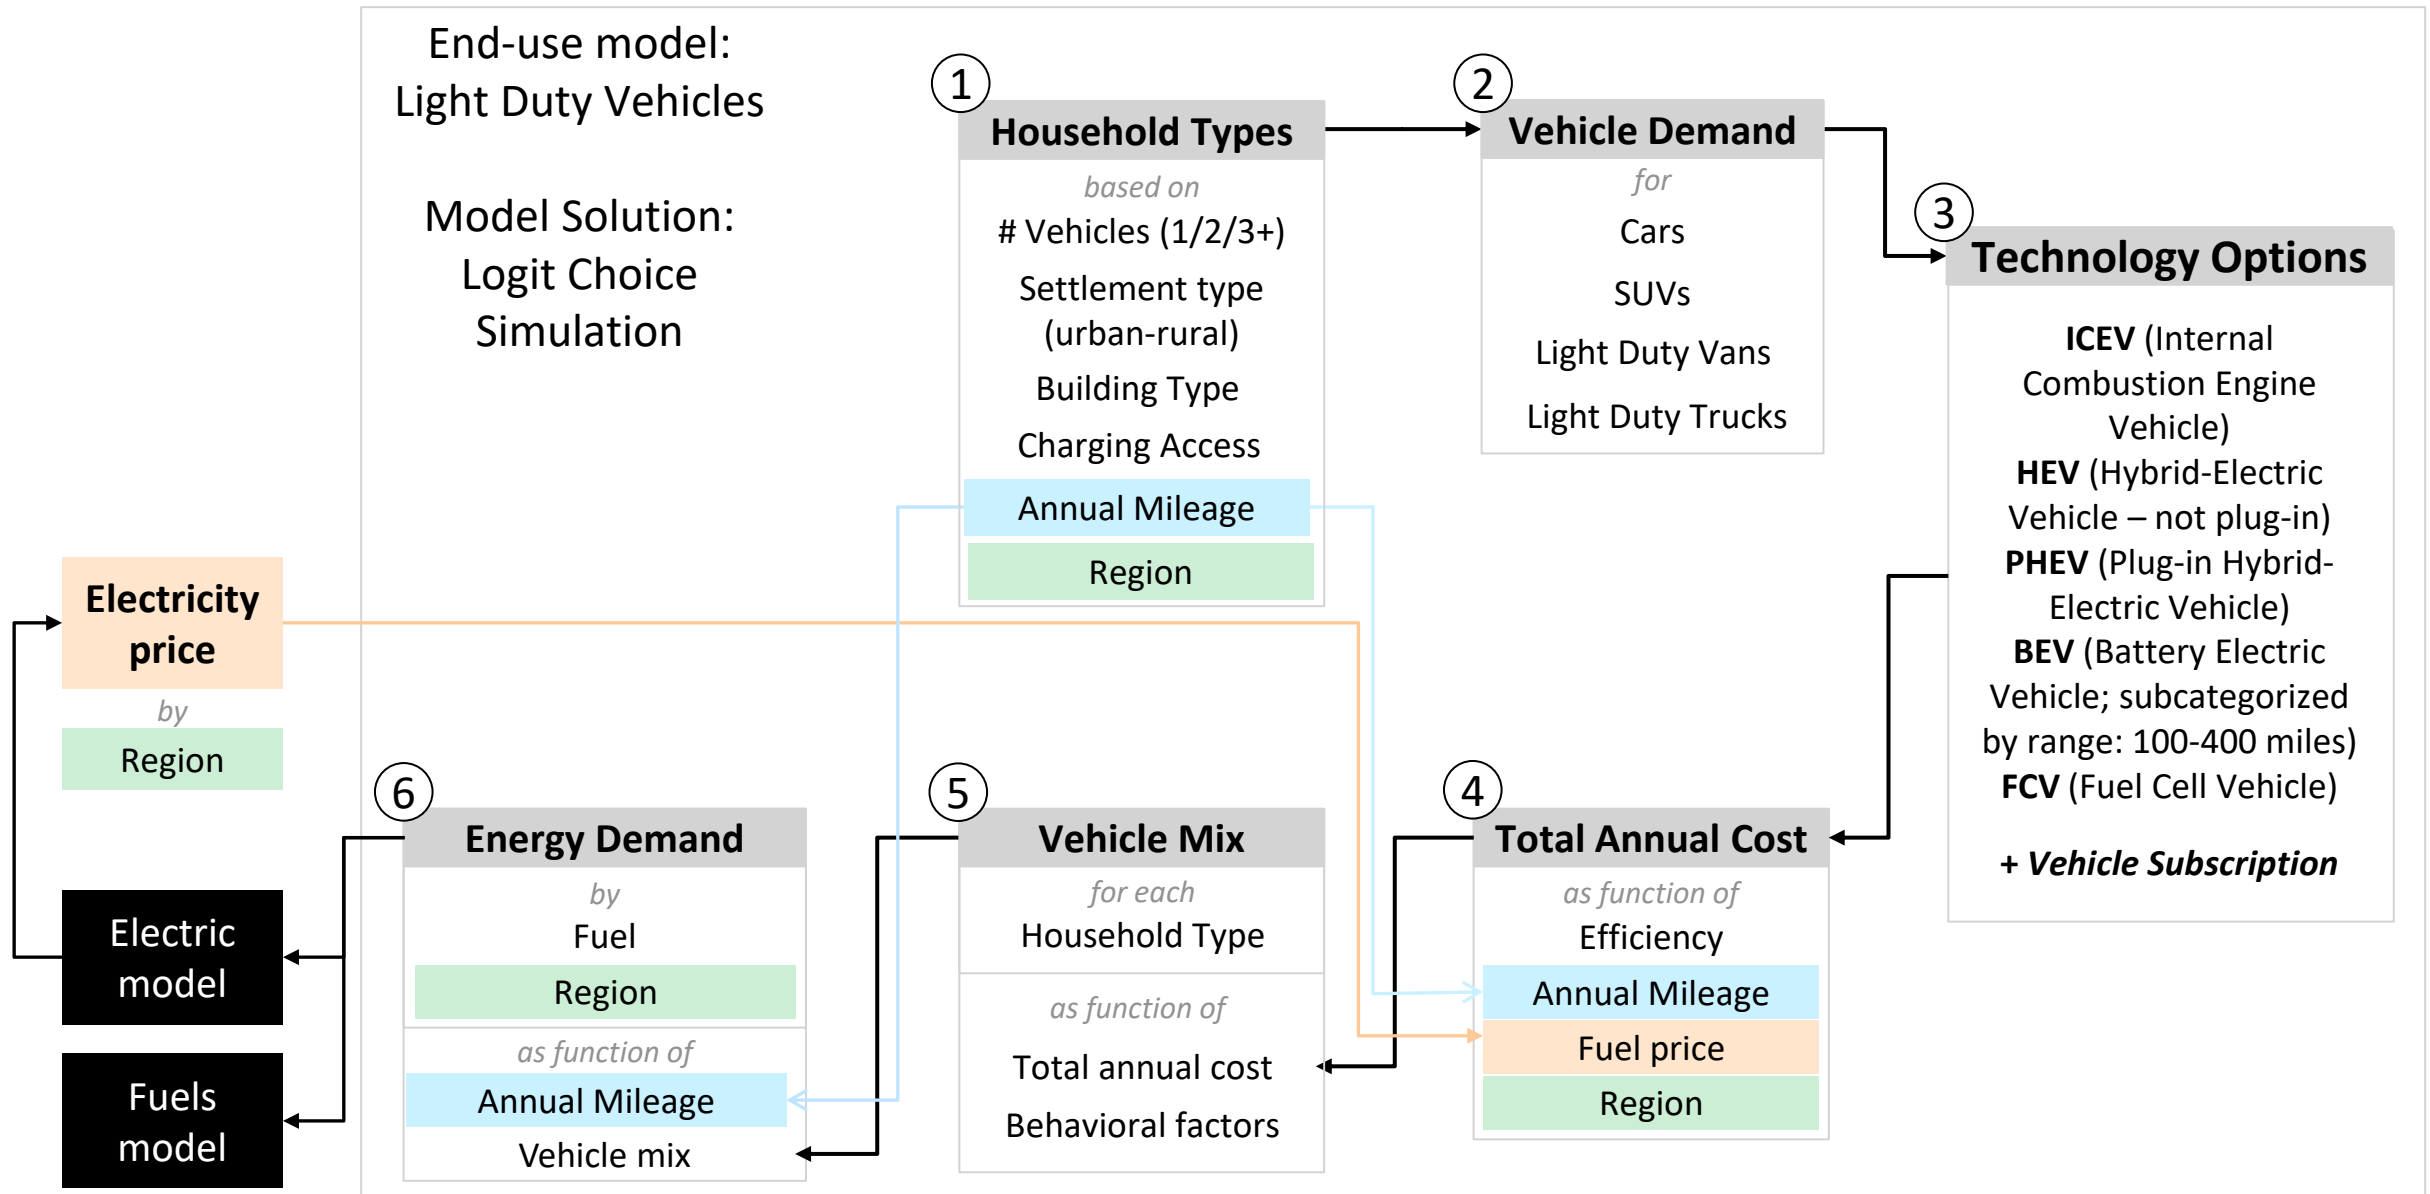 End-use model:
Light Duty Vehicles
Model Solution:
Logit Choice
Simulation
1
Household Types
based on
# Vehicles (1/2/3+)
Settlement type
(urban-rural)
Building Type
Charging Access
Annual Mileage
Region
2
Vehicle Demand
for
Cars
SUVs
Light Duty Vans
Light Duty Trucks
3
Technology Options
ICEV (Internal
Combustion Engine
Vehicle)
HEV (Hybrid-Electric
Vehicle – not plug-in)
PHEV (Plug-in Hybrid-
Electric Vehicle)
BEV (Battery Electric
Vehicle; subcategorized
by range: 100-400 miles)
FCV (Fuel Cell Vehicle)
+ Vehicle Subscription
4
Total Annual Cost
as function of
Efficiency
Annual Mileage
Fuel price
Region
5
Vehicle Mix
for each
Household Type
as function of
Total annual cost
Behavioral factors
6
Energy Demand
by
Fuel
Region
as function of
Annual Mileage
Vehicle mix
Electricity
price
by
Region
Electric
model
Fuels
model